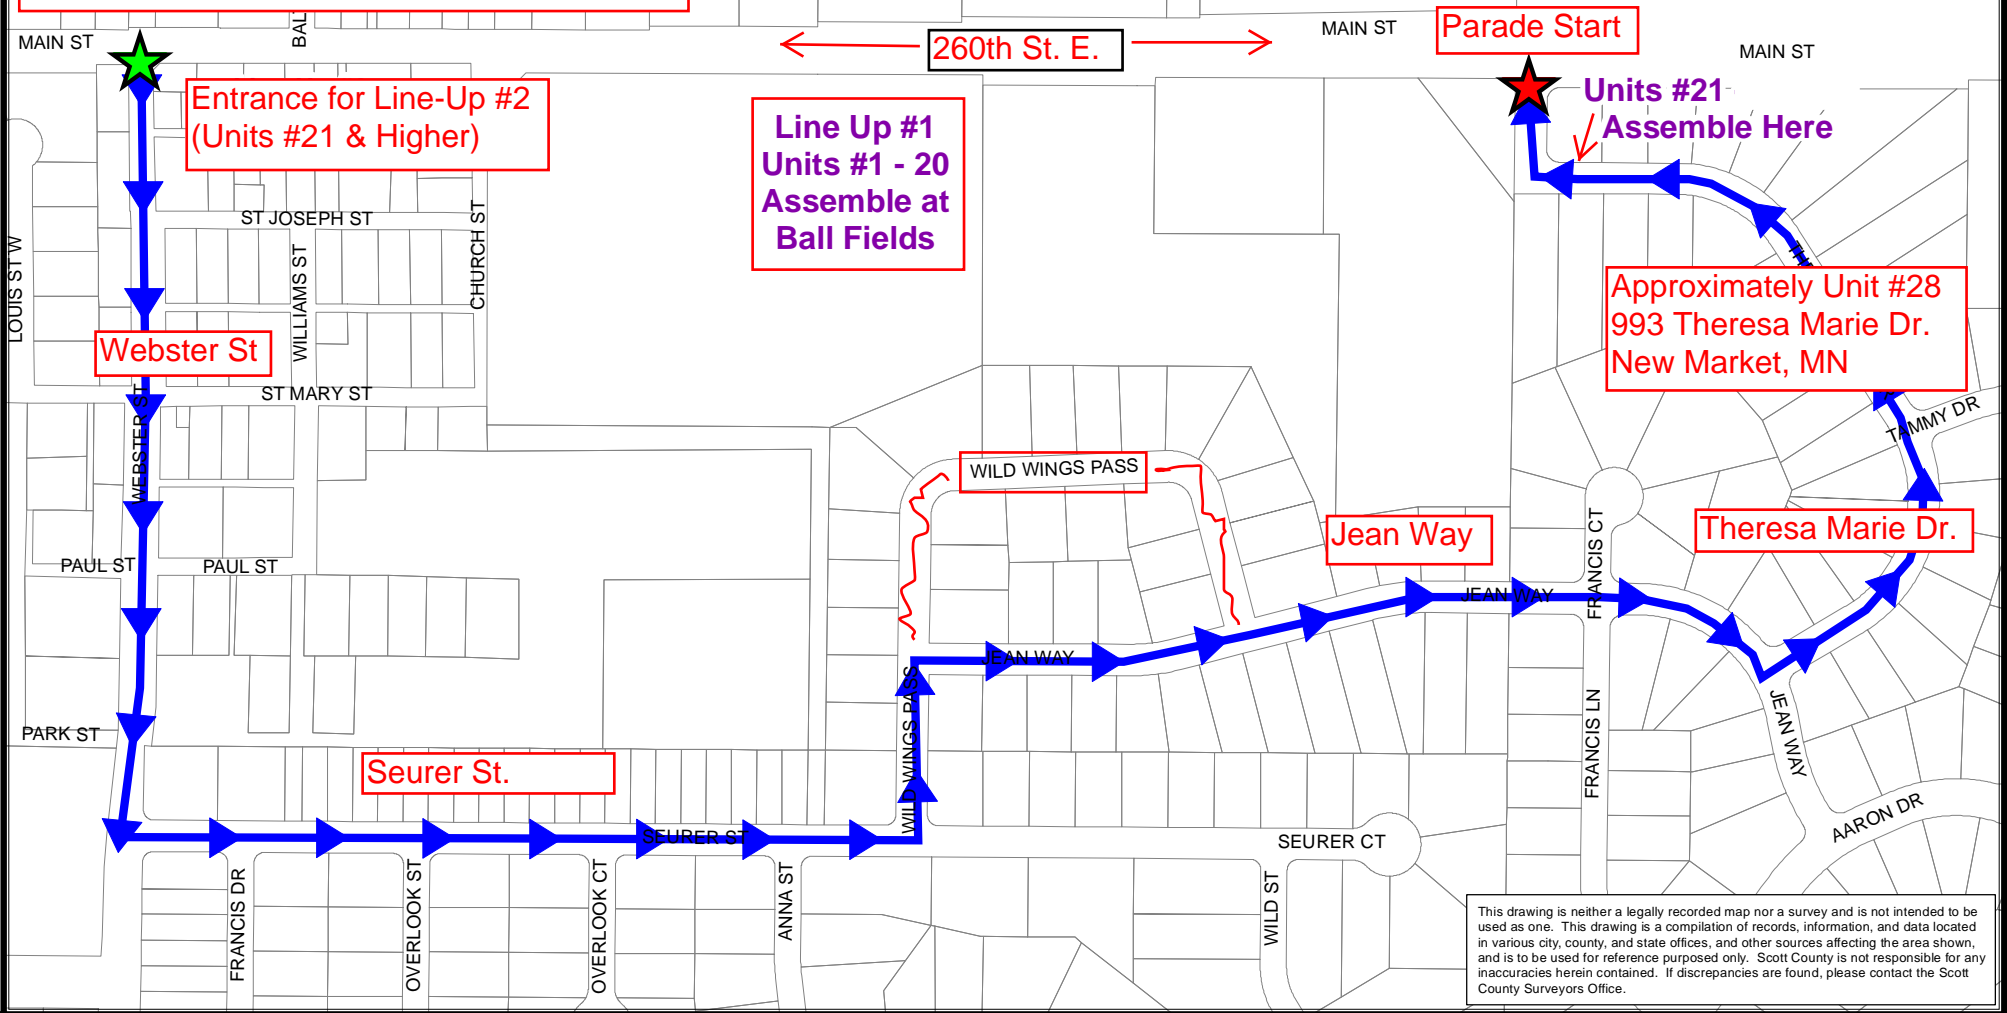 MAIN ST
BAL
260th St. E.
MAIN ST
Parade Start
MAIN ST
Entrance for Line-Up #2
(Units #21 & Higher)
Line Up #1
Units #1 - 20
Assemble at
Ball Fields
Units #21
Assemble Here
ST JOSEPH ST
LOUIS ST W
WILLIAMS ST
CHURCH ST
Approximately Unit #28
993 Theresa Marie Dr.
New Market, MN
Webster St
ST MARY ST
WEBSTER ST
TAMMY DR
WILD WINGS PASS
Jean Way
Theresa Marie Dr.
FRANCIS CT
PAUL ST
PAUL ST
JEAN WAY
JEAN WAY
WILD WINGS PASS
FRANCIS LN
JEAN WAY
PARK ST
Seurer St.
SEURER ST
SEURER CT
AARON DR
FRANCIS DR
OVERLOOK ST
OVERLOOK CT
ANNA ST
WILD ST
This drawing is neither a legally recorded map nor a survey and is not intended to be
used as one. This drawing is a compilation of records, information, and data located
in various city, county, and state offices, and other sources affecting the area shown,
and is to be used for reference purposed only. Scott County is not responsible for any
inaccuracies herein contained. If discrepancies are found, please contact the Scott
County Surveyors Office.